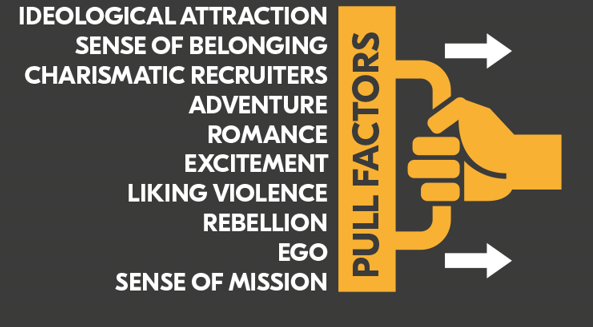 IDEOLOGICAL ATTRACTION
SENSE OF BELONGING
CHARISMATIC RECRUITERS
ADVENTURE
ROMANCE
EXCITEMENT
LIKING VIOLENCE
REBELLION
EGO
SENSE OF MISSION
PULL FACTORS